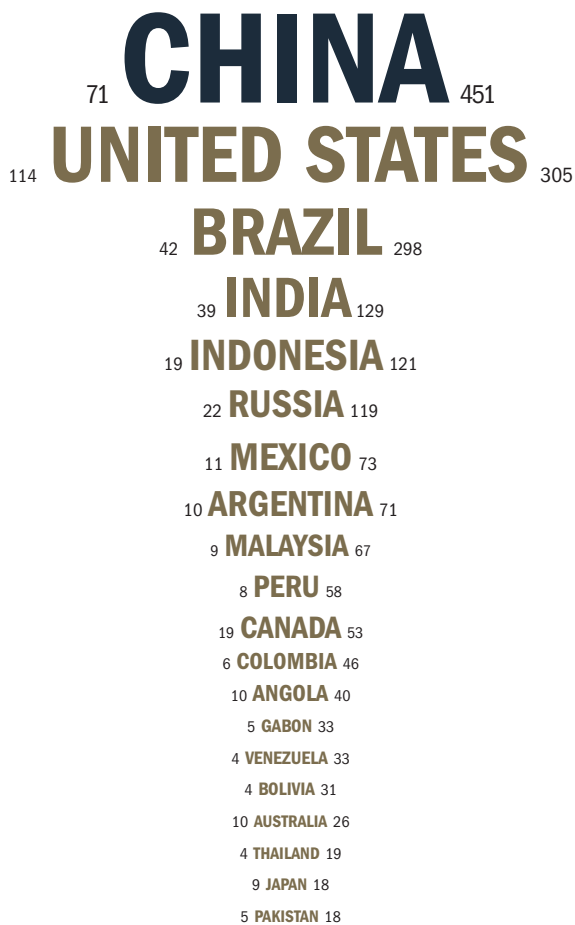 71 CHINA 451
114 UNITED STATES 305
42 BRAZIL 298
39 INDIA 129
19 INDONESIA 121
22 RUSSIA 119
11 MEXICO 73
10 ARGENTINA 71
9 MALAYSIA 67
8 PERU 58
19 CANADA 53
6 COLOMBIA 46
10 ANGOLA 40
5 GABON 33
4 VENEZUELA 33
4 BOLIVIA 31
10 AUSTRALIA 26
4 THAILAND 19
9 JAPAN 18
5 PAKISTAN 18